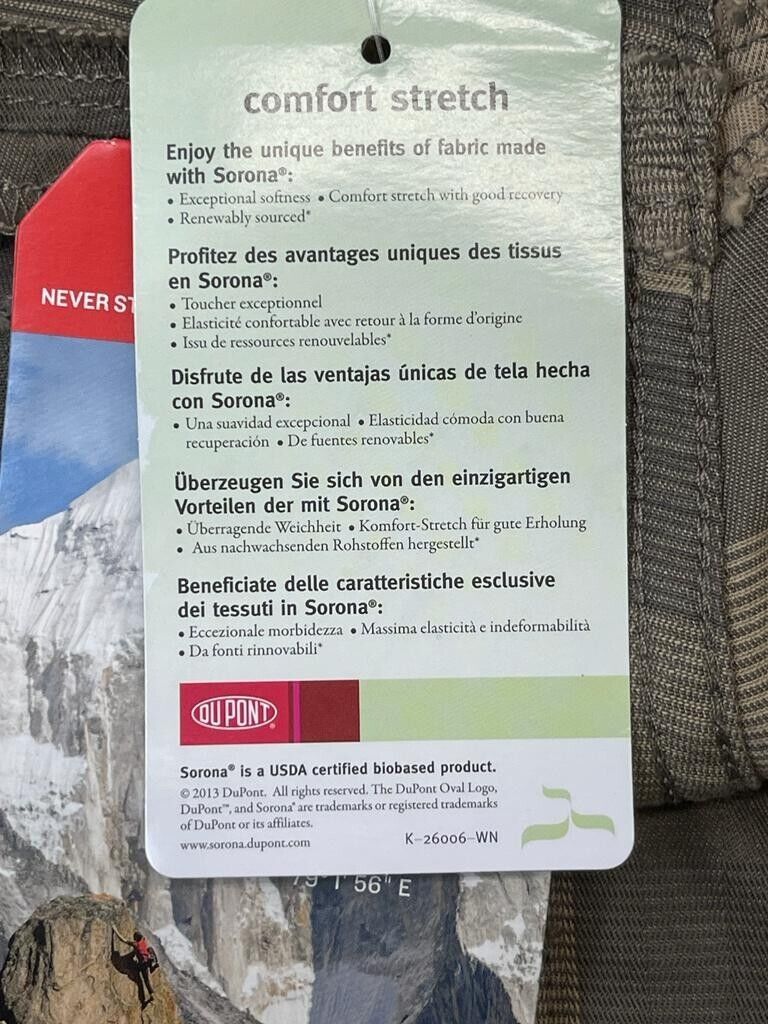 comfort stretch
Enjoy the unique benefits of fabric made
with Sorona®:
• Exceptional softness • Comfort stretch with good recovery
• Renewably sourced*
NEVER ST
Profitez des avantages uniques des tissus
en Sorona®:
• Toucher exceptionnel
• Elasticité confortable avec retour à la forme d'origine
• Issu de ressources renouvelables*
Disfrute de las ventajas únicas de tela hecha
con Sorona®:
• Una suavidad excepcional • Elasticidad cómoda con buena
recuperación • De fuentes renovables*
Überzeugen Sie sich von den einzigartigen
Vorteilen der mit Sorona®:
• Überragende Weichheit • Komfort-Stretch für gute Erholung
• Aus nachwachsenden Rohstoffen hergestellt*
Beneficiate delle caratteristiche esclusive
dei tessuti in Sorona®:
• Eccezionale morbidezza • Massima elasticità e indeformabilità
• Da fonti rinnovabili*
DUPONT®
Sorona® is a USDA certified biobased product.
© 2013 DuPont. All rights reserved. The DuPont Oval Logo,
DuPont™, and Sorona® are trademarks or registered trademarks
of DuPont or its affiliates.
www.sorona.dupont.com
K-26006-WN
56" E